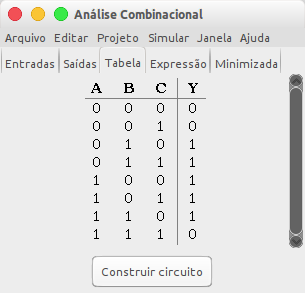 Análise Combinacional
Arquivo Editar Projeto Simular Janela Ajuda
Entradas Saídas Tabela Expressão Minimizada
A B C Y
0 0 0 0
0 0 1 0
0 1 0 1
0 1 1 1
1 0 0 0
1 0 1 1
1 1 0 1
1 1 1 0
Construir circuito